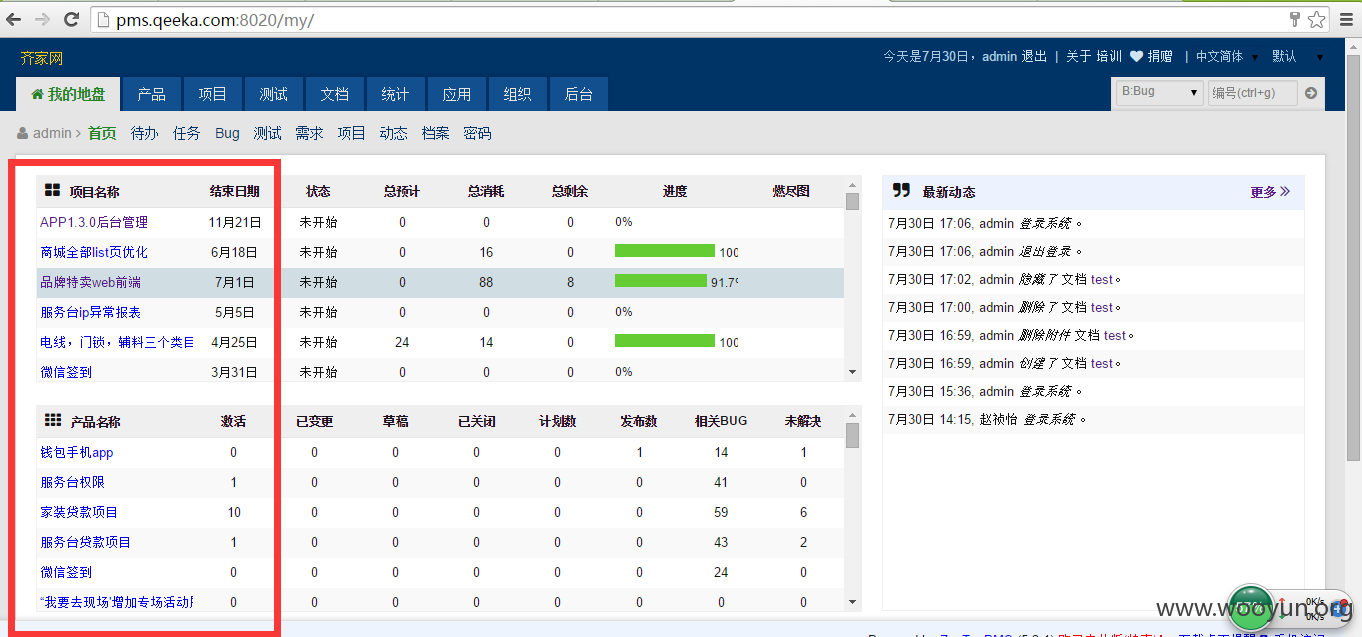 pms.qeeka.com:8020/my/
齐家网
今天是7月30日，admin 退出 | 关于 培训 捐赠 | 中文简体 默认
我的地盘 产品 项目 测试 文档 统计 应用 组织 后台
B:Bug 编号(ctrl+g)
admin > 首页 待办 任务 Bug 测试 需求 项目 动态 档案 密码
项目名称 结束日期 状态 总预计 总消耗 总剩余 进度 燃尽图
APP1.3.0后台管理 11月21日 未开始 0 0 0 0%
商城全部list页优化 6月18日 未开始 0 16 0 100
品牌特卖web前端 7月1日 未开始 0 88 8 91.7%
服务台ip异常报表 5月5日 未开始 0 0 0 0%
电线，门锁，辅料三个类目 4月25日 未开始 24 14 0 100
微信签到 3月31日 未开始 0 0 0 0%
产品名称 激活 已变更 草稿 已关闭 计划数 发布数 相关BUG 未解决
钱包手机app 0 0 0 0 0 1 14 1
服务台权限 1 0 0 0 0 0 41 0
家装贷款项目 10 0 0 0 0 0 59 6
服务台贷款项目 1 0 0 0 0 0 43 2
微信签到 0 0 0 0 0 0 24 0
“我要去现场'增加专场活动 0 0 0 0 0 0 0 0
最新动态 更多
7月30日 17:06, admin 登录系统 。
7月30日 17:06, admin 退出登录 。
7月30日 17:02, admin 隐藏了 文档 test。
7月30日 17:00, admin 删除了 文档 test。
7月30日 16:59, admin 删除附件 文档 test。
7月30日 16:59, admin 创建了 文档 test。
7月30日 15:36, admin 登录系统 。
7月30日 14:15, 赵祯怡 登录系统 。
0K/s
0K/s
www.wooyun.org